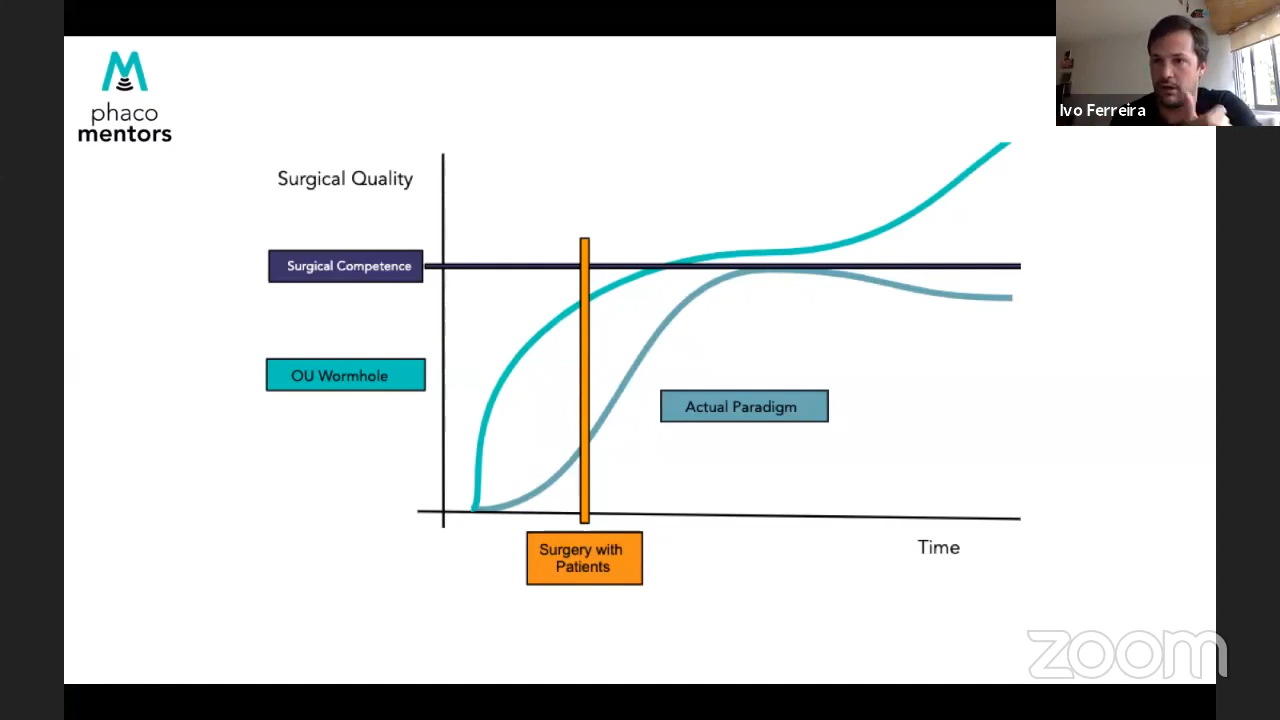 phaco
mentors
Ivo Ferreira
Surgical Quality
Surgical Competence
OU Wormhole
Actual Paradigm
Surgery with
Patients
Time
zoom